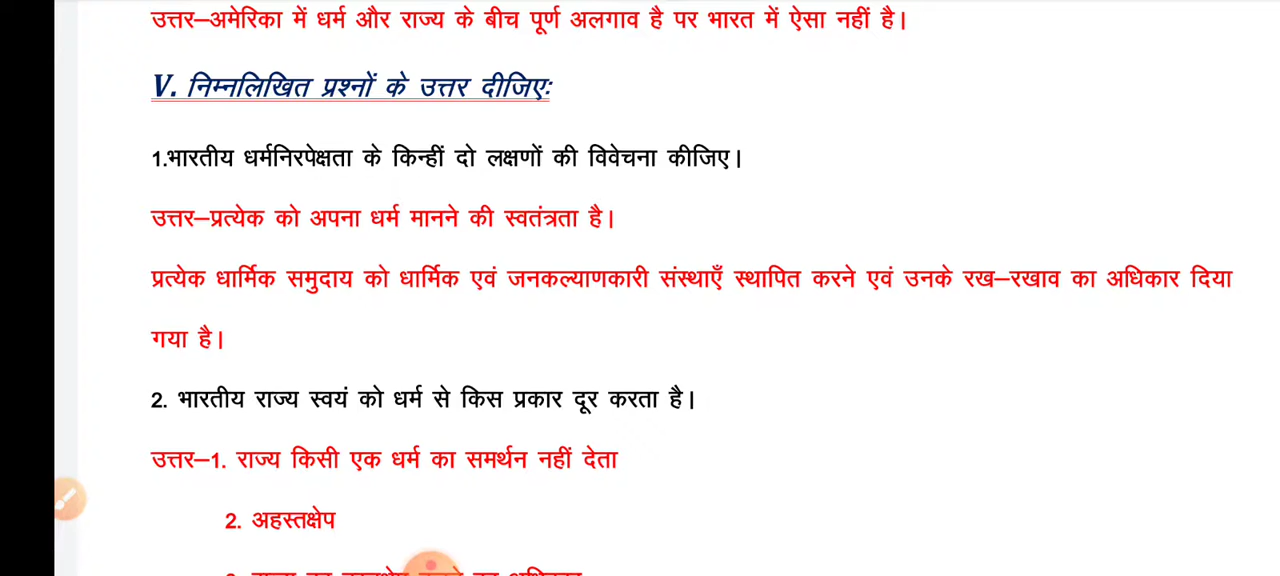 उत्तर–अमेरिका में धर्म और राज्य के बीच पूर्ण अलगाव है पर भारत में ऐसा नहीं है।
V. निम्नलिखित प्रश्नों के उत्तर दीजिएः
1.भारतीय धर्मनिरपेक्षता के किन्हीं दो लक्षणों की विवेचना कीजिए।
उत्तर–प्रत्येक को अपना धर्म मानने की स्वतंत्रता है।
प्रत्येक धार्मिक समुदाय को धार्मिक एवं जनकल्याणकारी संस्थाएँ स्थापित करने एवं उनके रख–रखाव का अधिकार दिया
गया है।
2. भारतीय राज्य स्वयं को धर्म से किस प्रकार दूर करता है।
उत्तर–1. राज्य किसी एक धर्म का समर्थन नहीं देता
2. अहस्तक्षेप